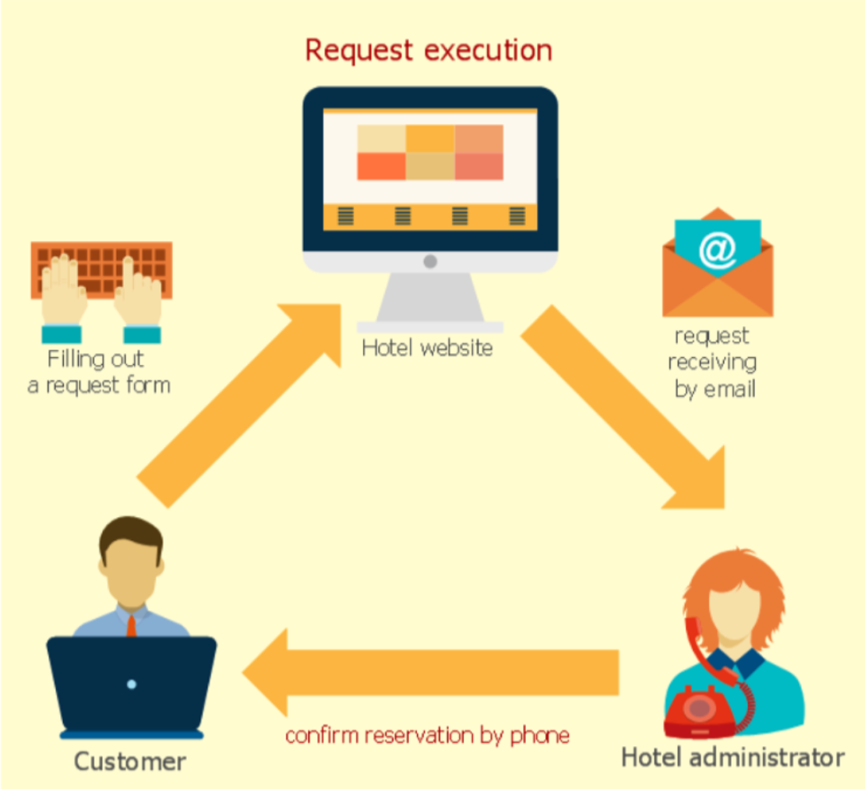 Request execution
Filling out
a request form
Hotel website
@
request
receiving
by email
Customer
confirm reservation by phone
Hotel administrator